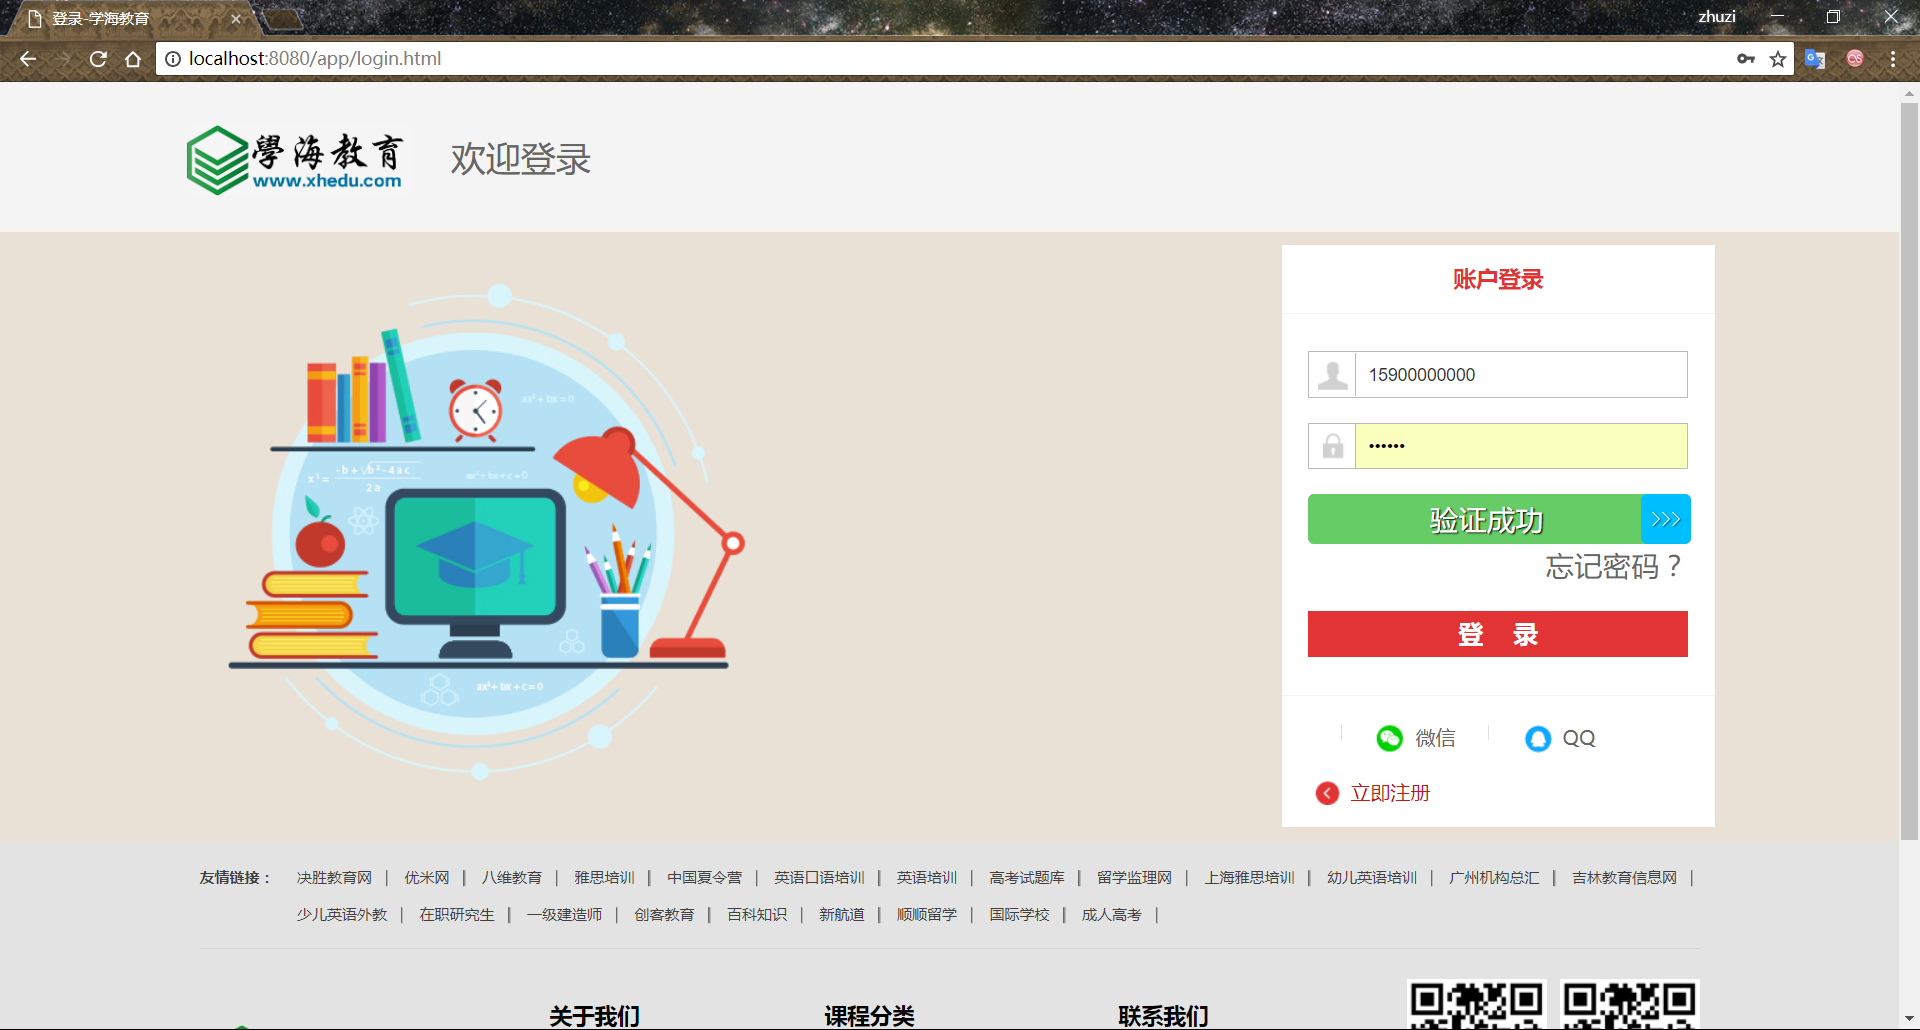 登录-学海教育
zhuzi
localhost:8080/app/login.html
學海教育
www.xhedu.com
欢迎登录
账户登录
15900000000
••••••
验证成功 >>>
忘记密码？
登 录
微信
QQ
立即注册
ax²+bx=0
x'= -b+√b²-4ac
2a
ax²+bx+c=0
ax²+bx+c=0
友情链接： 决胜教育网 | 优米网 | 八维教育 | 雅思培训 | 中国夏令营 | 英语口语培训 | 英语培训 | 高考试题库 | 留学监理网 | 上海雅思培训 | 幼儿英语培训 | 广州机构总汇 | 吉林教育信息网 |
少儿英语外教 | 在职研究生 | 一级建造师 | 创客教育 | 百科知识 | 新航道 | 顺顺留学 | 国际学校 | 成人高考 |
关于我们
课程分类
联系我们